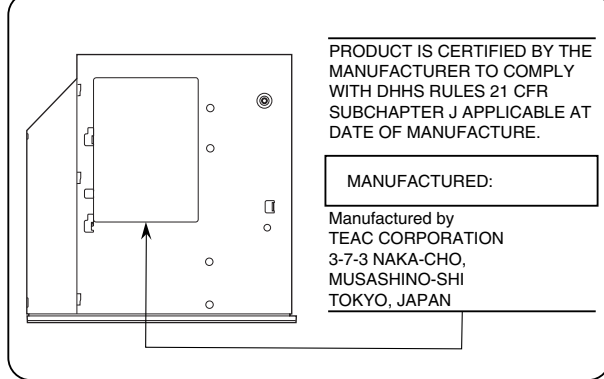 PRODUCT IS CERTIFIED BY THE
MANUFACTURER TO COMPLY
WITH DHHS RULES 21 CFR
SUBCHAPTER J APPLICABLE AT
DATE OF MANUFACTURE.
MANUFACTURED:
Manufactured by
TEAC CORPORATION
3-7-3 NAKA-CHO,
MUSASHINO-SHI
TOKYO, JAPAN